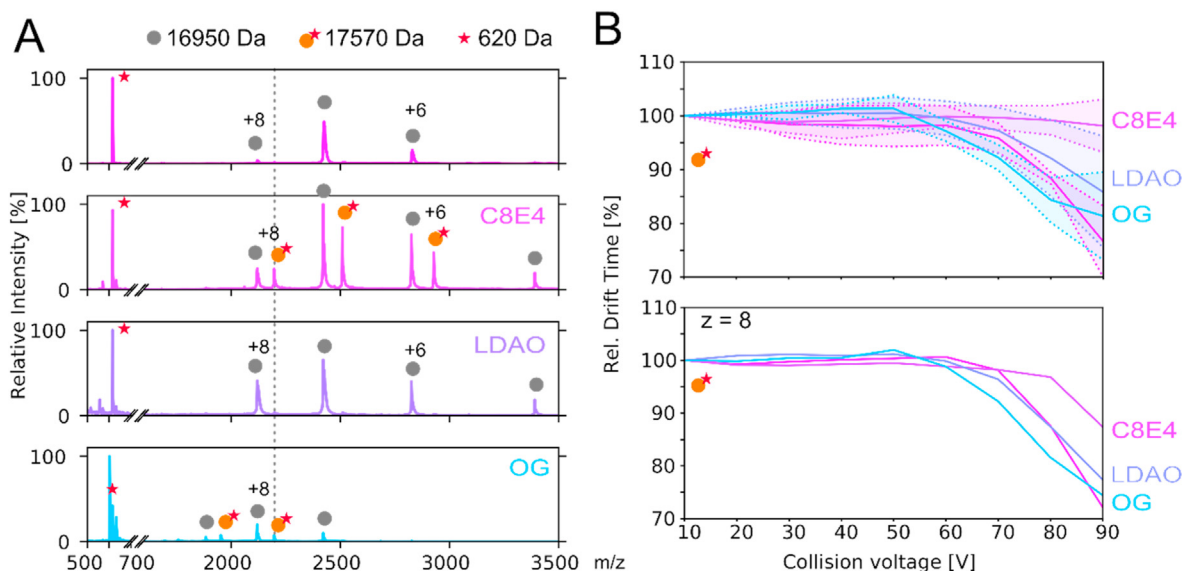 A
16950 Da
17570 Da
620 Da
Relative Intensity [%]
100
0
+8
+6
100
0
C8E4
+8
+6
100
0
LDAO
+8
+6
100
0
OG
+8
500 700 2000 2500 3000 3500 m/z
B
Rel. Drift Time [%]
110
100
90
80
70
C8E4
LDAO
OG
z = 8
110
100
90
80
70
C8E4
LDAO
OG
10 20 30 40 50 60 70 80 90
Collision voltage [V]